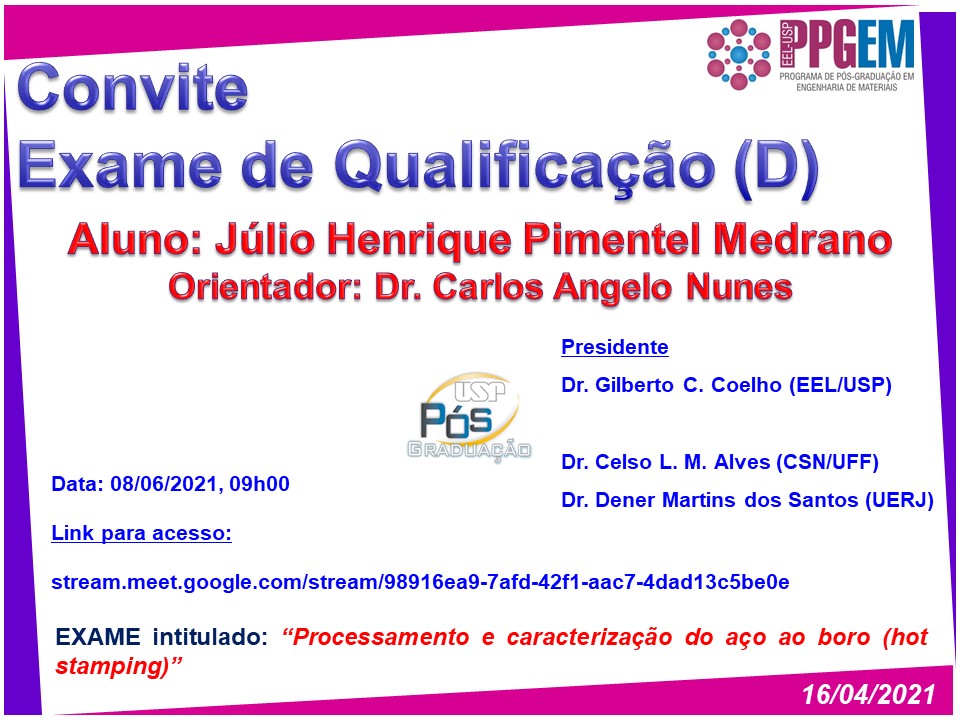 EEL-USP
PPGEM
PROGRAMA DE PÓS-GRADUAÇÃO EM
ENGENHARIA DE MATERIAIS
Convite
Exame de Qualificação (D)
Aluno: Júlio Henrique Pimentel Medrano
Orientador: Dr. Carlos Angelo Nunes
Presidente
Dr. Gilberto C. Coelho (EEL/USP)
USP
Pós
GRADUAÇÃO
Dr. Celso L. M. Alves (CSN/UFF)
Dr. Dener Martins dos Santos (UERJ)
Data: 08/06/2021, 09h00
Link para acesso:
stream.meet.google.com/stream/98916ea9-7afd-42f1-aac7-4dad13c5be0e
EXAME intitulado: “Processamento e caracterização do aço ao boro (hot
stamping)”
16/04/2021